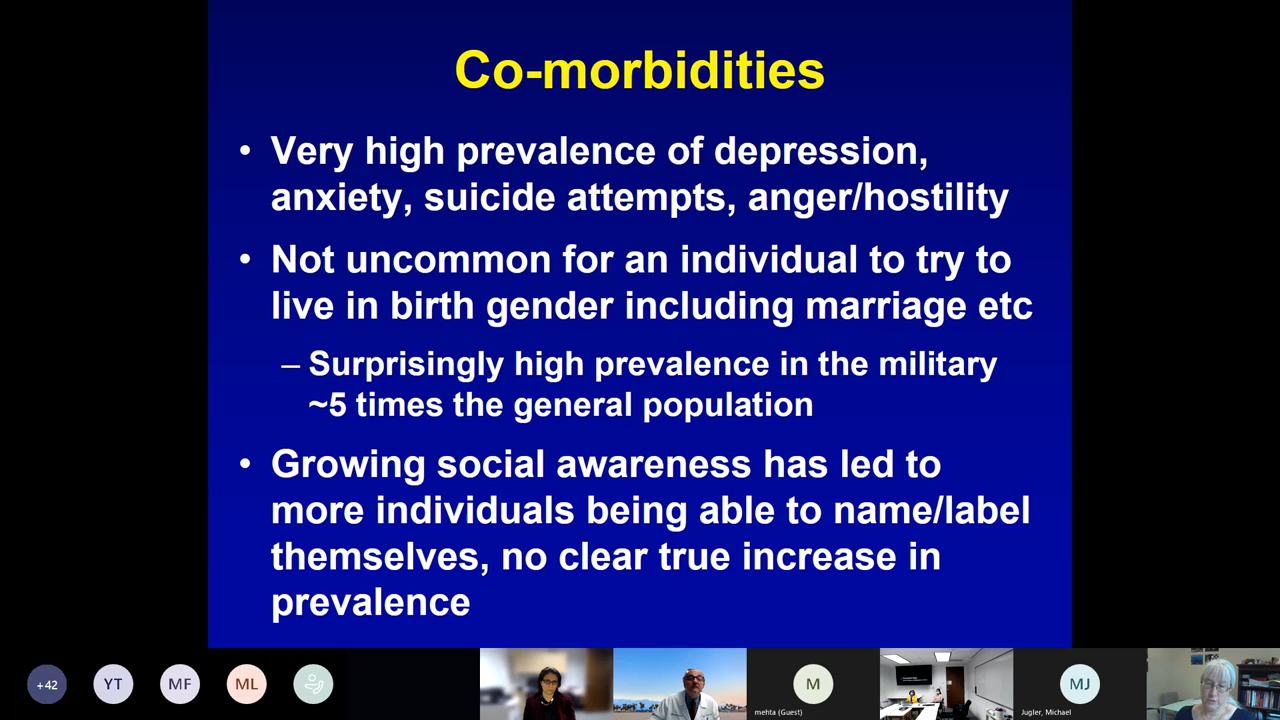 Co-morbidities
• Very high prevalence of depression,
anxiety, suicide attempts, anger/hostility
• Not uncommon for an individual to try to
live in birth gender including marriage etc
– Surprisingly high prevalence in the military
~5 times the general population
• Growing social awareness has led to
more individuals being able to name/label
themselves, no clear true increase in
prevalence
+42
YT
MF
ML
M
mehta (Guest)
MJ
Jugler, Michael